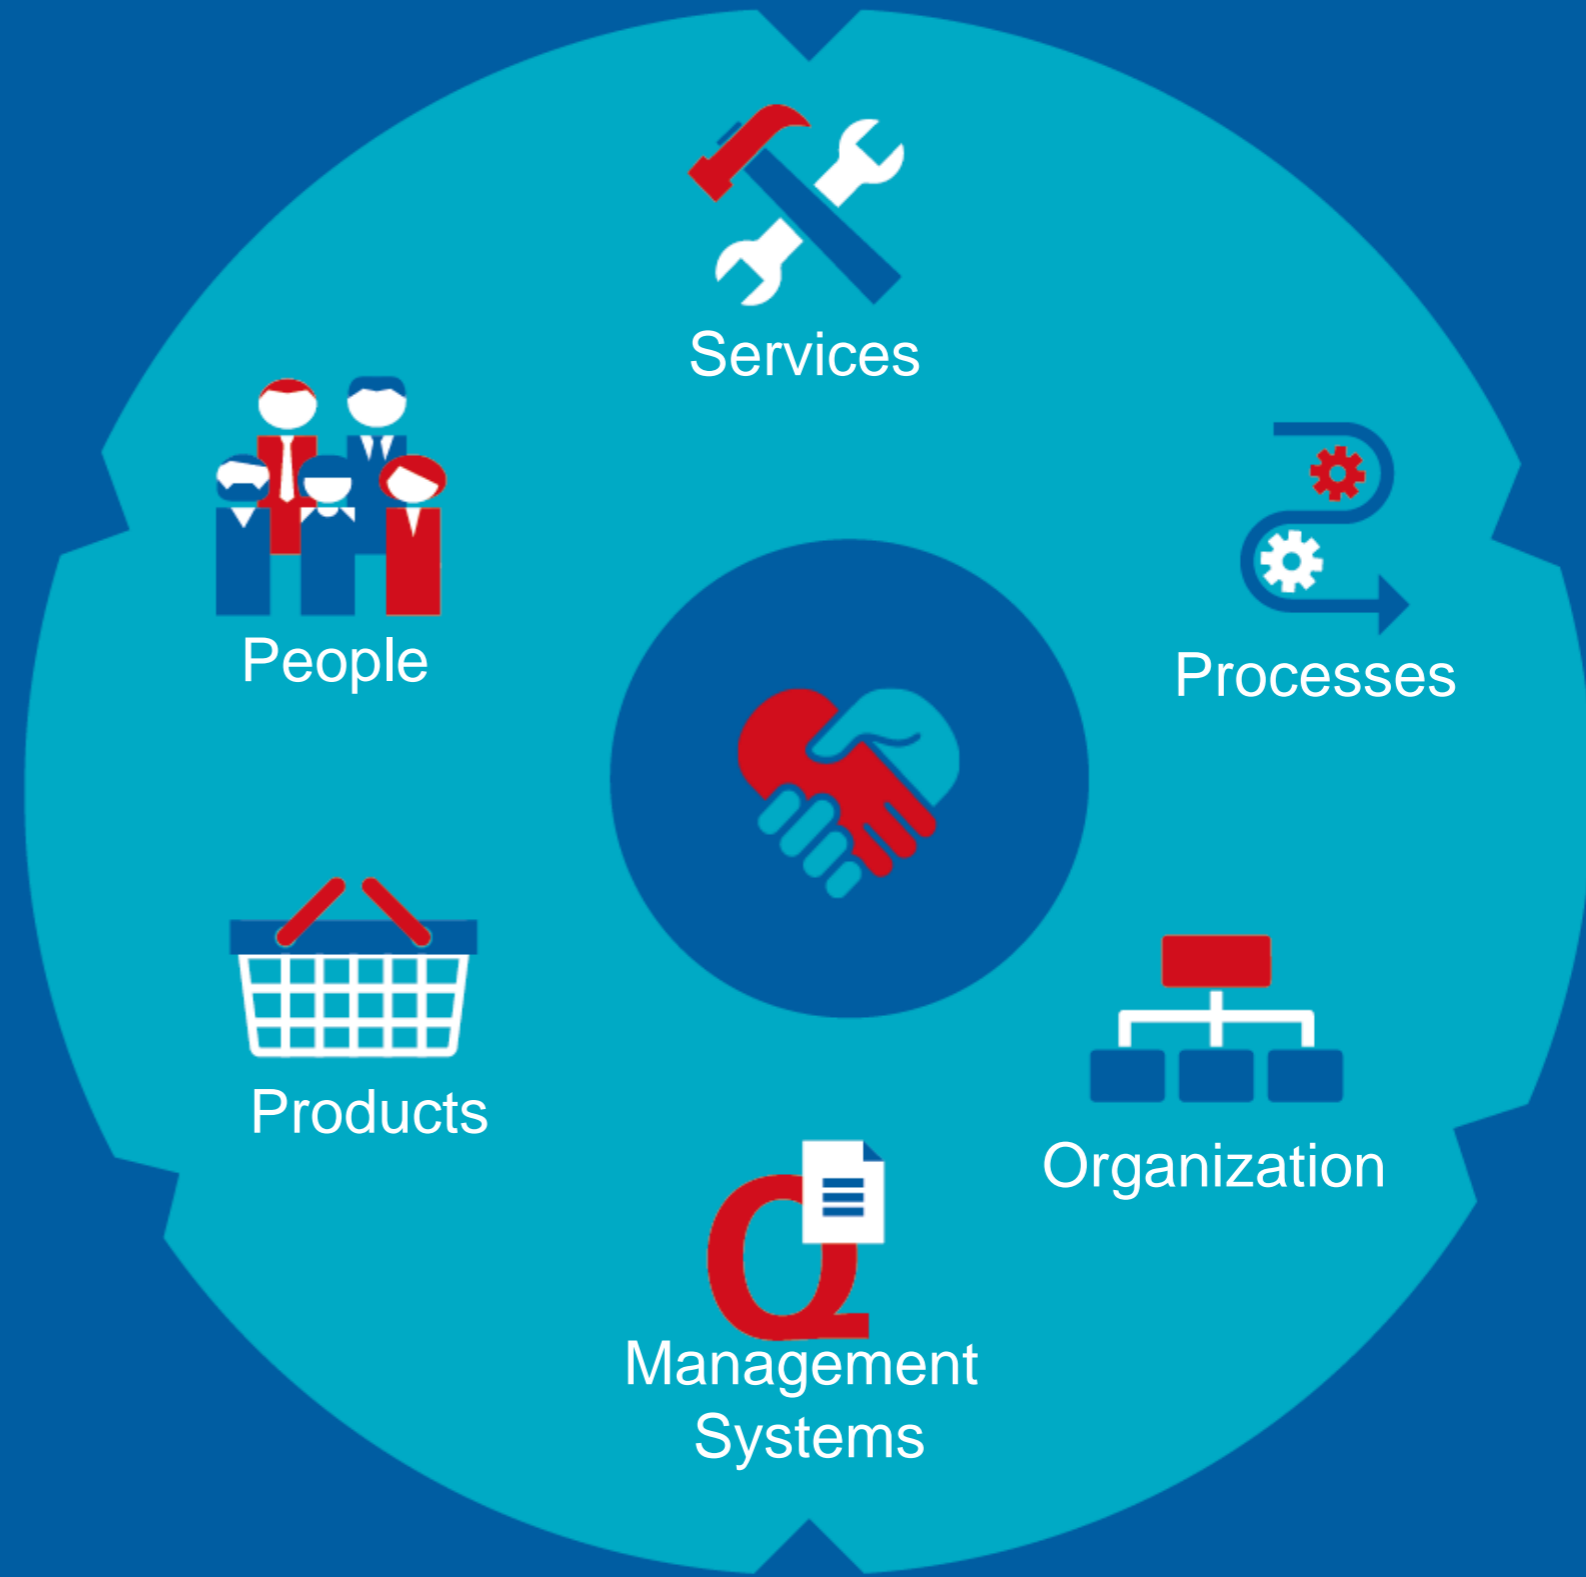 Services
People
Processes
Products
Organization
Q
Management
Systems